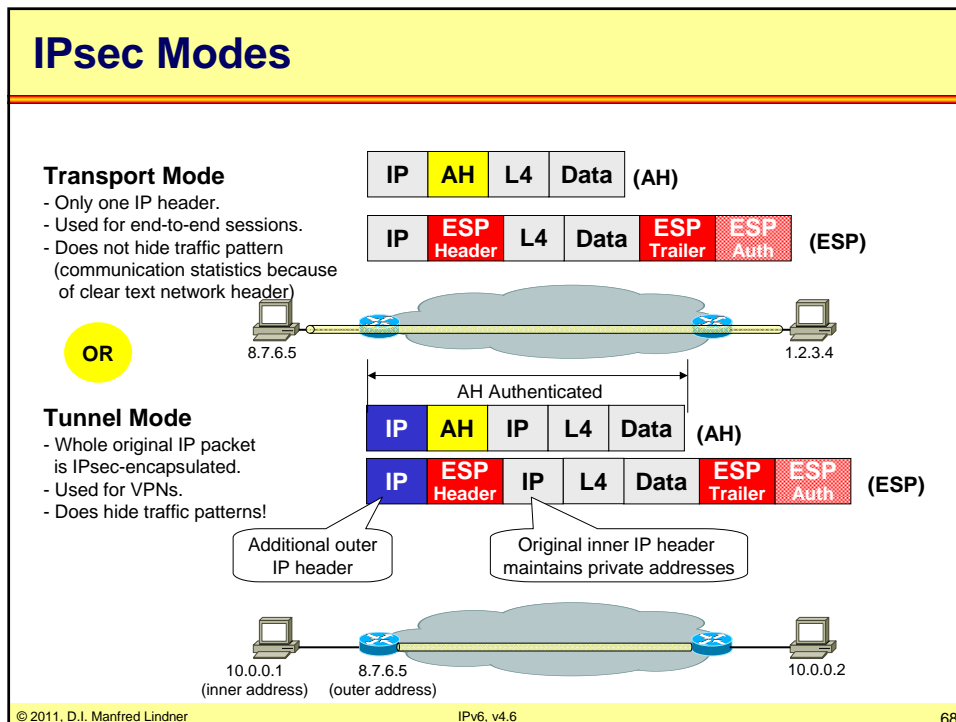 IPsec Modes
Transport Mode
- Only one IP header.
- Used for end-to-end sessions.
- Does not hide traffic pattern
(communication statistics because
of clear text network header)
IP AH L4 Data (AH)
IP ESP Header L4 Data ESP Trailer ESP Auth (ESP)
8.7.6.5
1.2.3.4
OR
AH Authenticated
Tunnel Mode
- Whole original IP packet
is IPsec-encapsulated.
- Used for VPNs.
- Does hide traffic patterns!
IP AH IP L4 Data (AH)
IP ESP Header IP L4 Data ESP Trailer ESP Auth (ESP)
Additional outer
IP header
Original inner IP header
maintains private addresses
10.0.0.1
(inner address)
8.7.6.5
(outer address)
10.0.0.2
© 2011, D.I. Manfred Lindner
IPv6, v4.6
68